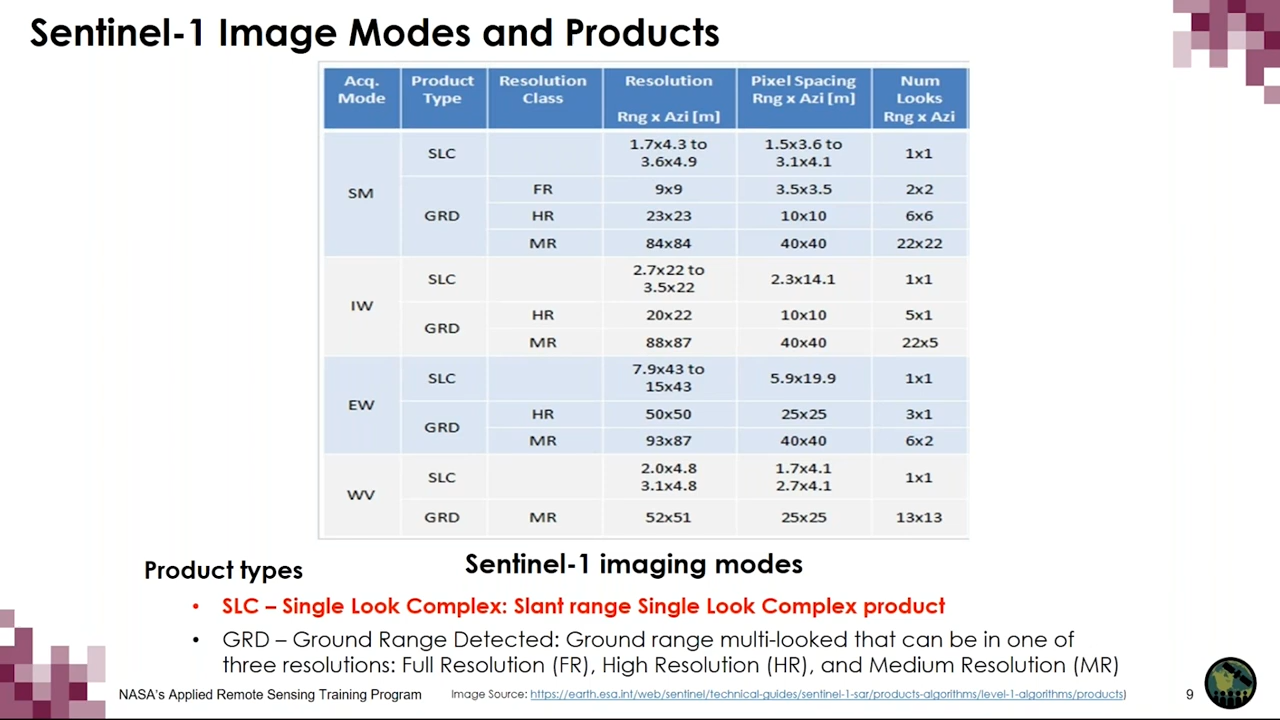 Sentinel-1 Image Modes and Products
Acq. Mode Product Type Resolution Class Resolution Rng x Azi [m] Pixel Spacing Rng x Azi [m] Num Looks Rng x Azi
SM SLC 1.7x4.3 to 3.6x4.9 1.5x3.6 to 3.1x4.1 1x1
GRD FR 9x9 3.5x3.5 2x2
HR 23x23 10x10 6x6
MR 84x84 40x40 22x22
IW SLC 2.7x22 to 3.5x22 2.3x14.1 1x1
GRD HR 20x22 10x10 5x1
MR 88x87 40x40 22x5
EW SLC 7.9x43 to 15x43 5.9x19.9 1x1
GRD HR 50x50 25x25 3x1
MR 93x87 40x40 6x2
WV SLC 2.0x4.8 3.1x4.8 1.7x4.1 2.7x4.1 1x1
GRD MR 52x51 25x25 13x13
Sentinel-1 imaging modes
Product types
• SLC – Single Look Complex: Slant range Single Look Complex product
• GRD – Ground Range Detected: Ground range multi-looked that can be in one of
three resolutions: Full Resolution (FR), High Resolution (HR), and Medium Resolution (MR)
NASA's Applied Remote Sensing Training Program
Image Source: https://earth.esa.int/web/sentinel/technical-guides/sentinel-1-sar/products-algorithms/level-1-algorithms/products)
9